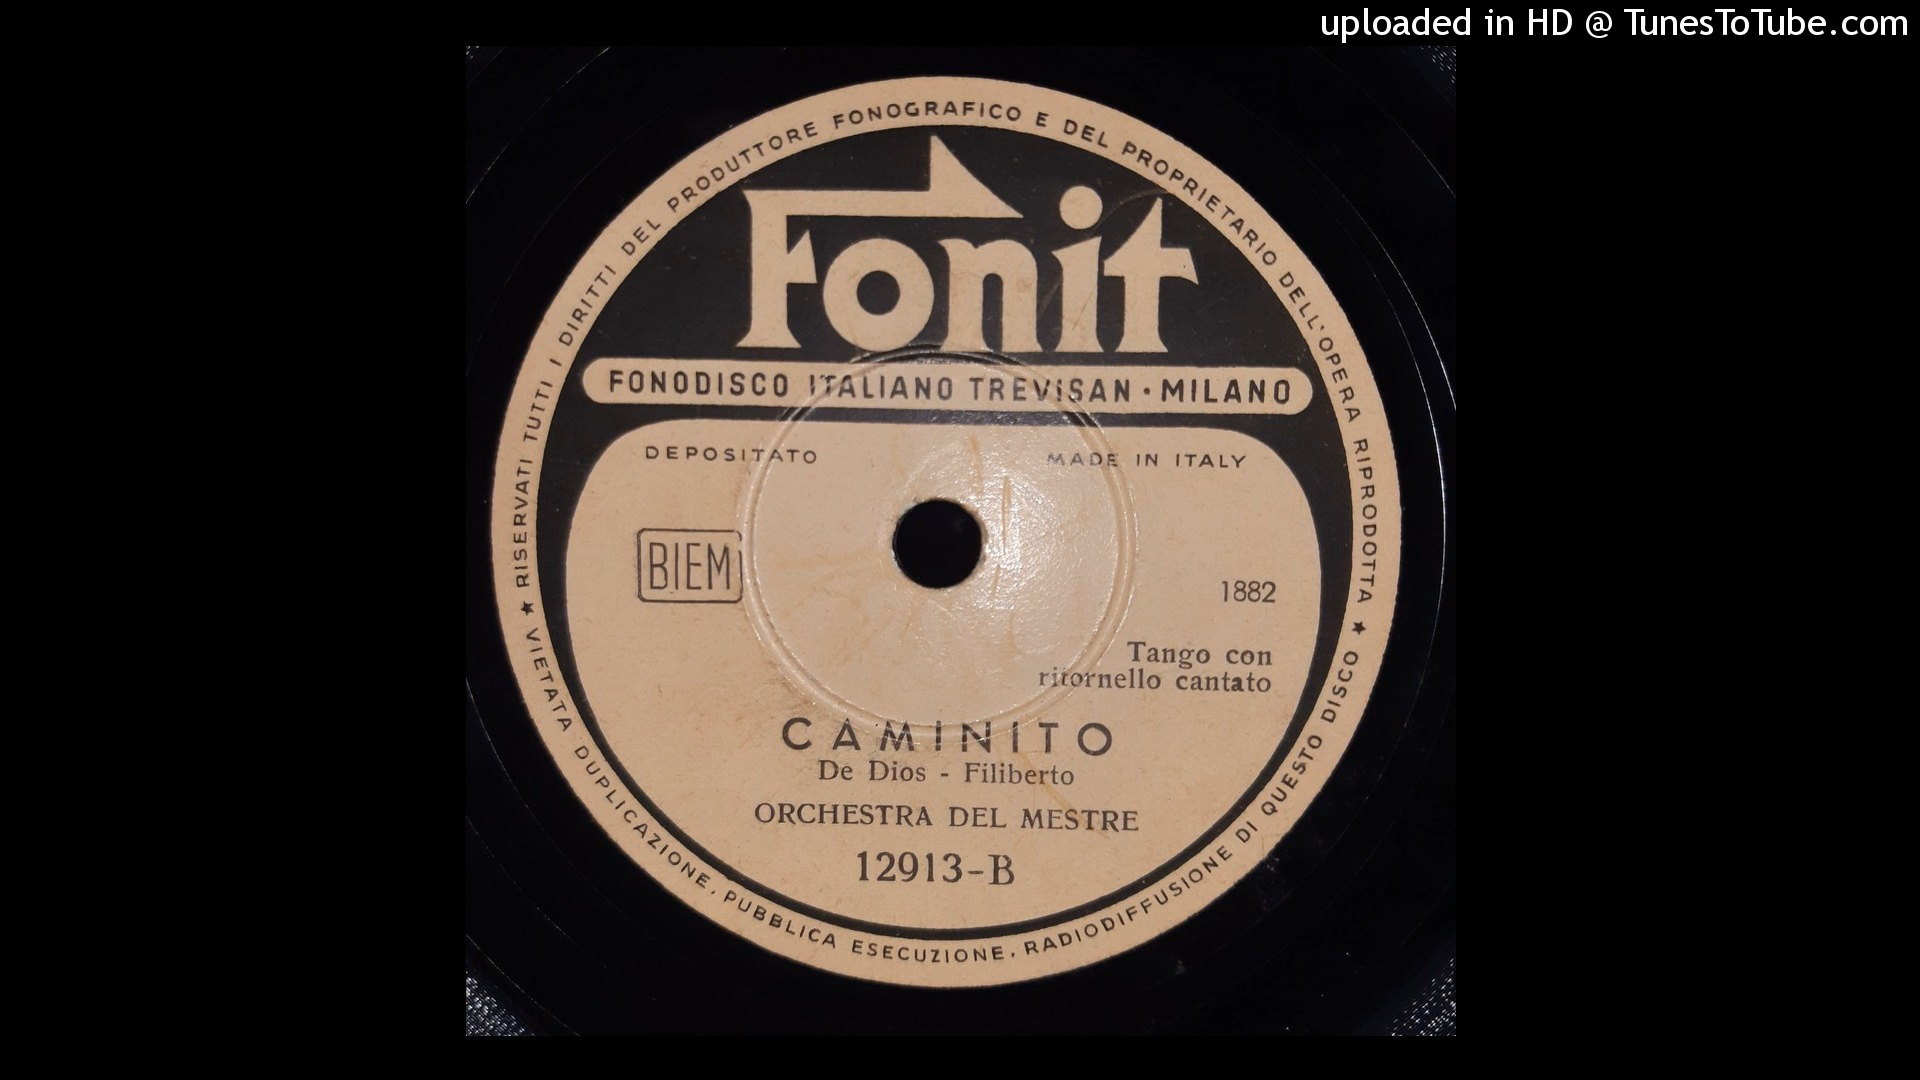 uploaded in HD @ TunesToTube.com
★ RISERVATI TUTTI I DIRITTI DEL PRODUTTORE FONOGRAFICO E DEL PROPRIETARIO DELL'OPERA RIPRODOTTA ★
Fonit
FONODISCO ITALIANO TREVISAN · MILANO
DEPOSITATO
MADE IN ITALY
BIEM
1882
Tango con
ritornello cantato
CAMINITO
De Dios - Filiberto
ORCHESTRA DEL MESTRE
12913-B
VIETATA DUPLICAZIONE, PUBBLICA ESECUZIONE, RADIODIFFUSIONE DI QUESTO DISCO